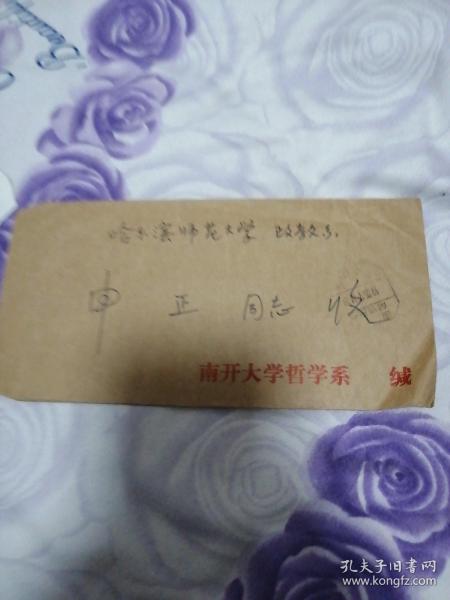 哈尔滨师范大学 政教系
申正 同志 收
南开大学哲学系 缄
孔夫子旧书网
www.kongfz.com